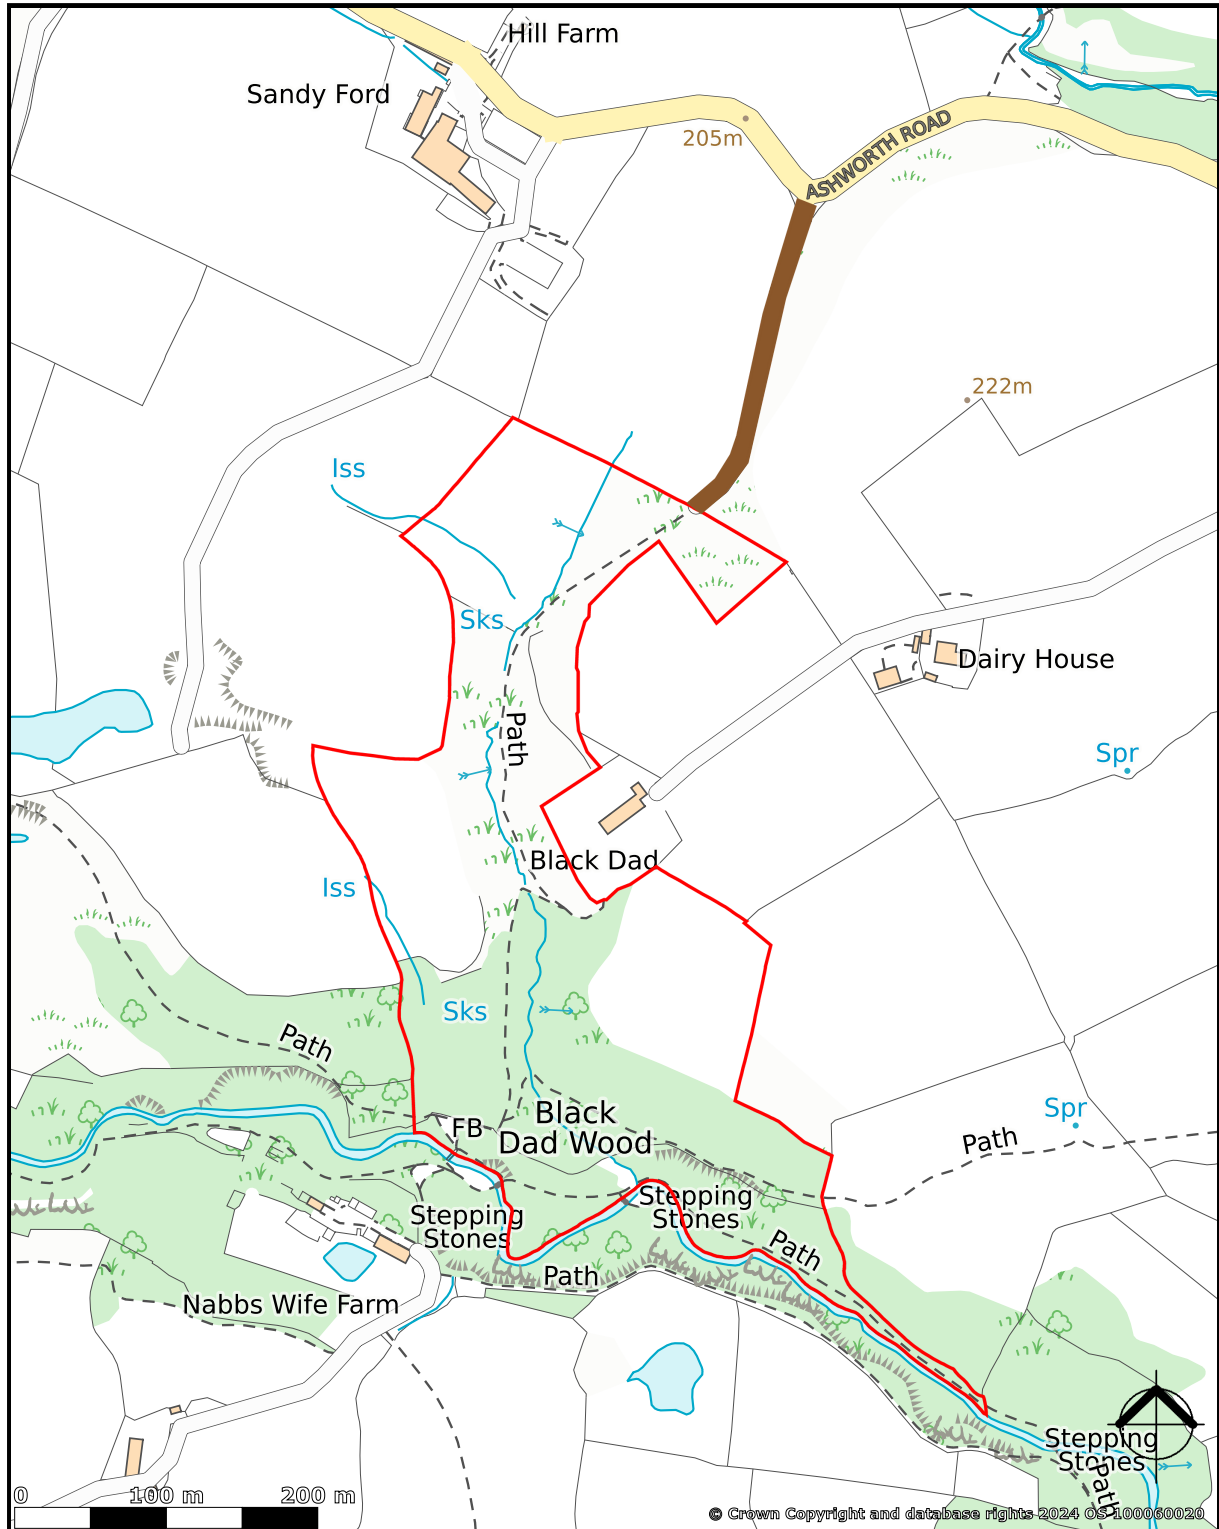 Hill Farm
Sandy Ford
205m
ASHWORTH ROAD
222m
Iss
Sks
Dairy House
Path
Spr
Black Dad
Iss
Sks
Path
Black
Dad Wood
FB
Spr
Path
Stepping
Stones
Stepping
Stones
Path
Path
Nabbs Wife Farm
Stepping
Stones
Path
0 100 m 200 m
© Crown Copyright and database rights 2024 OS 100060020